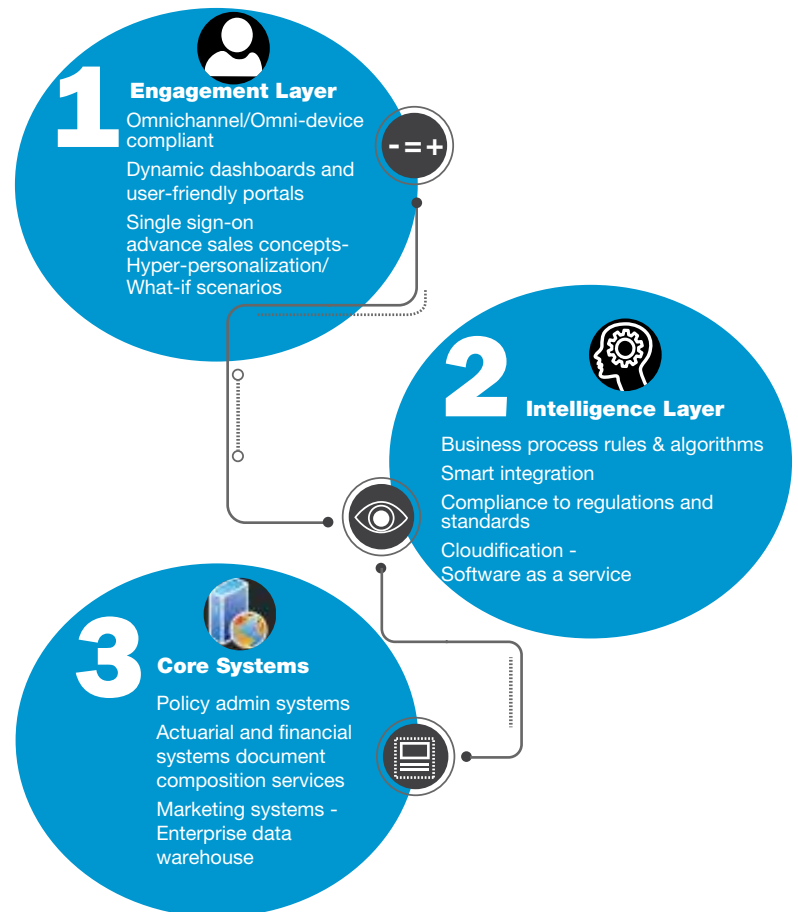 1
Engagement Layer
Omnichannel/Omni-device
compliant
Dynamic dashboards and
user-friendly portals
Single sign-on
advance sales concepts-
Hyper-personalization/
What-if scenarios
-=+
2
Intelligence Layer
Business process rules & algorithms
Smart integration
Compliance to regulations and
standards
Cloudification -
Software as a service
3
Core Systems
Policy admin systems
Actuarial and financial
systems document
composition services
Marketing systems -
Enterprise data
warehouse